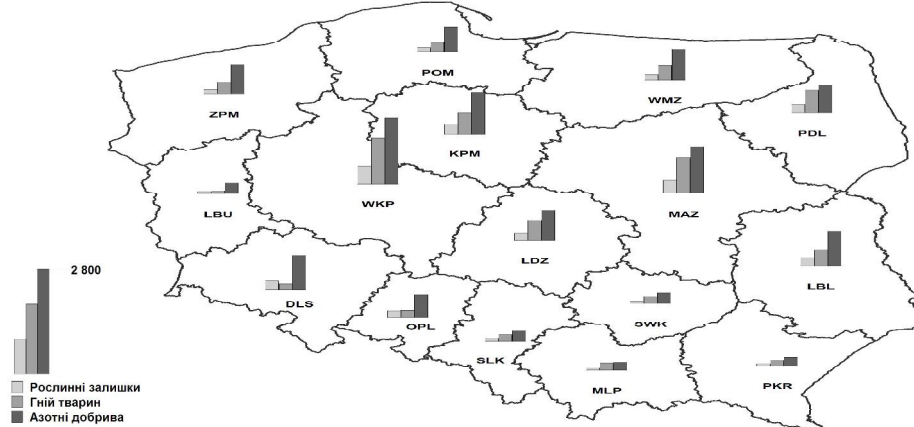 POM
ZPM
WMZ
PDL
KPM
WKP
LBU
MAZ
LDZ
LBL
2 800
DLS
OPL
SWK
SLK
MLP
PKR
Рослинні залишки
Гній тварин
Азотні добрива